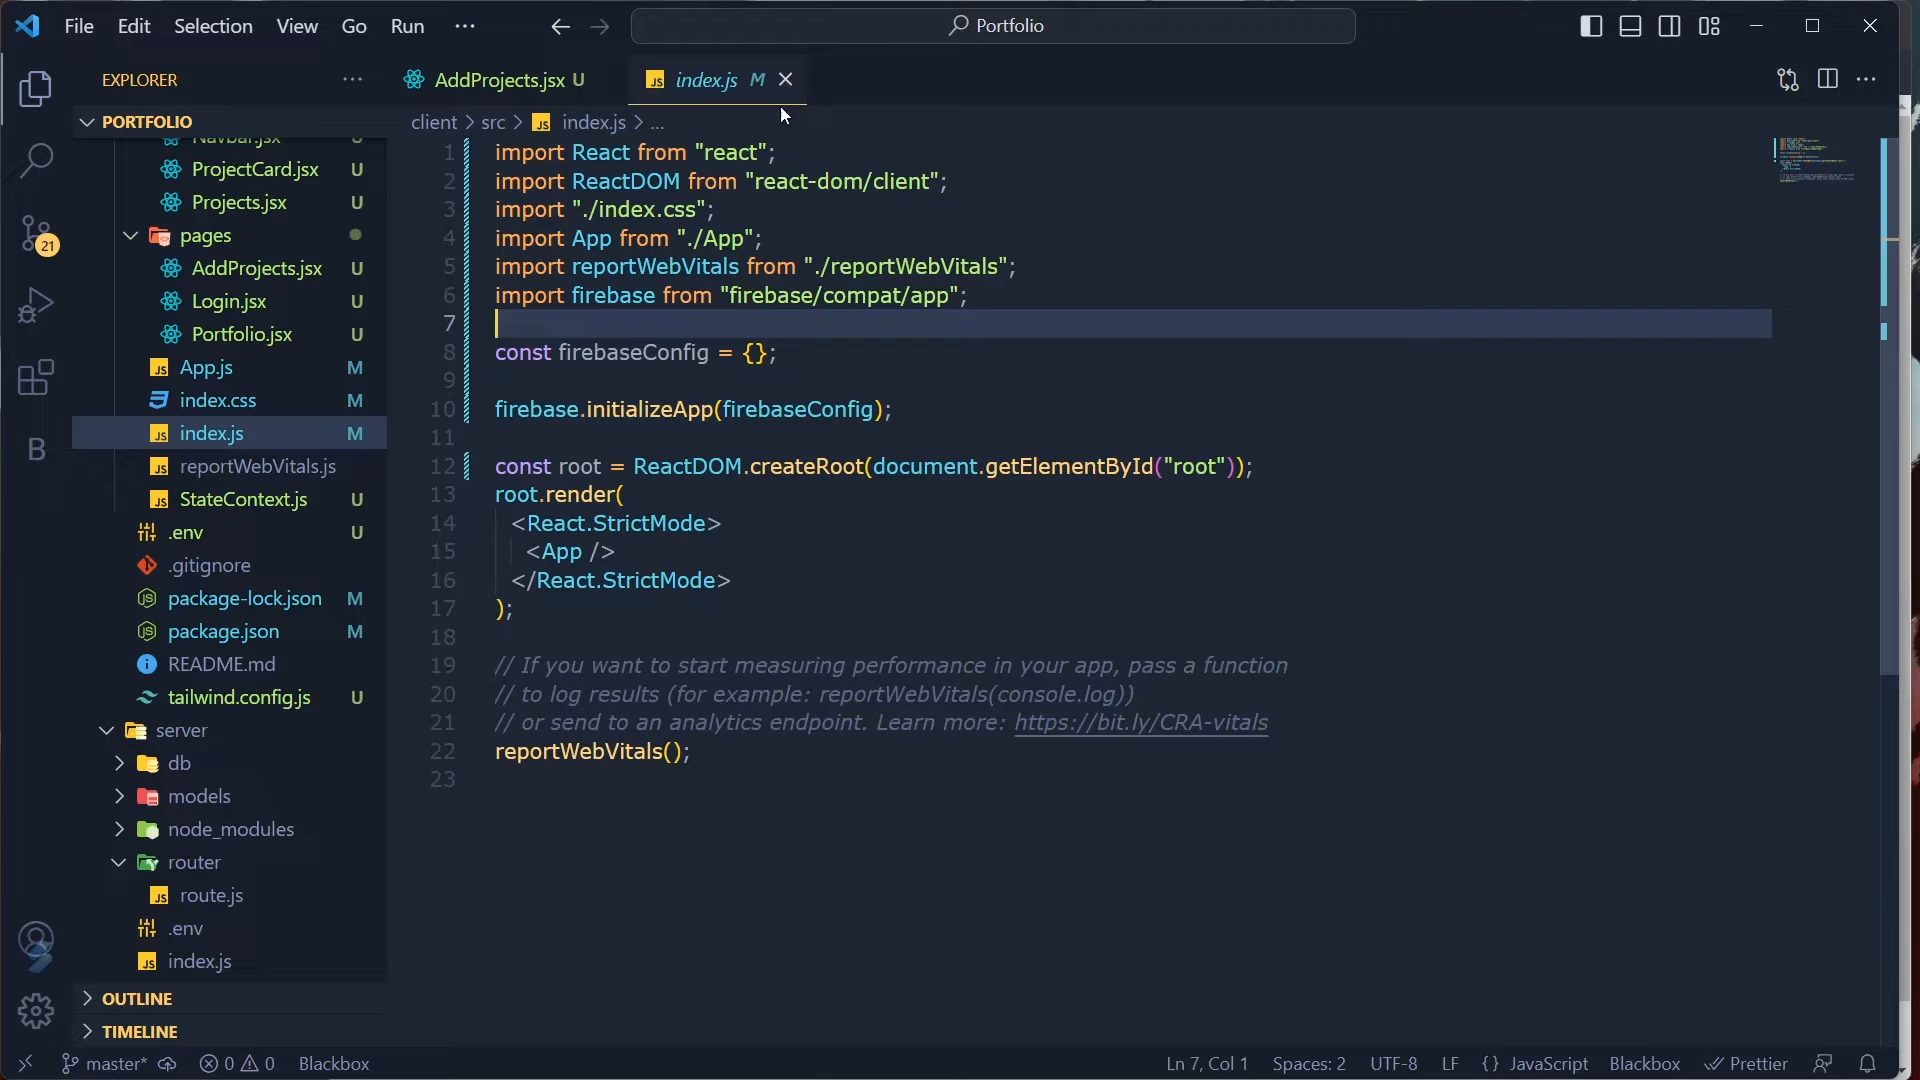 File Edit Selection View Go Run ··· Portfolio
EXPLORER ···
PORTFOLIO
Navbar.jsx U
ProjectCard.jsx U
Projects.jsx U
pages
AddProjects.jsx U
Login.jsx U
Portfolio.jsx U
App.js M
index.css M
index.js M
reportWebVitals.js
StateContext.js U
.env U
.gitignore
package-lock.json M
package.json M
README.md
tailwind.config.js U
server
db
models
node_modules
router
route.js
.env
index.js
OUTLINE
TIMELINE
21
B
AddProjects.jsx U index.js M
client > src > JS index.js > ...
1 import React from "react";
2 import ReactDOM from "react-dom/client";
3 import "./index.css";
4 import App from "./App";
5 import reportWebVitals from "./reportWebVitals";
6 import firebase from "firebase/compat/app";
7
8 const firebaseConfig = {};
9
10 firebase.initializeApp(firebaseConfig);
11
12 const root = ReactDOM.createRoot(document.getElementById("root"));
13 root.render(
14 <React.StrictMode>
15 <App />
16 </React.StrictMode>
17 );
18
19 // If you want to start measuring performance in your app, pass a function
20 // to log results (for example: reportWebVitals(console.log))
21 // or send to an analytics endpoint. Learn more: https://bit.ly/CRA-vitals
22 reportWebVitals();
23
master* 0 0 Blackbox Ln 7, Col 1 Spaces: 2 UTF-8 LF {} JavaScript Blackbox Prettier